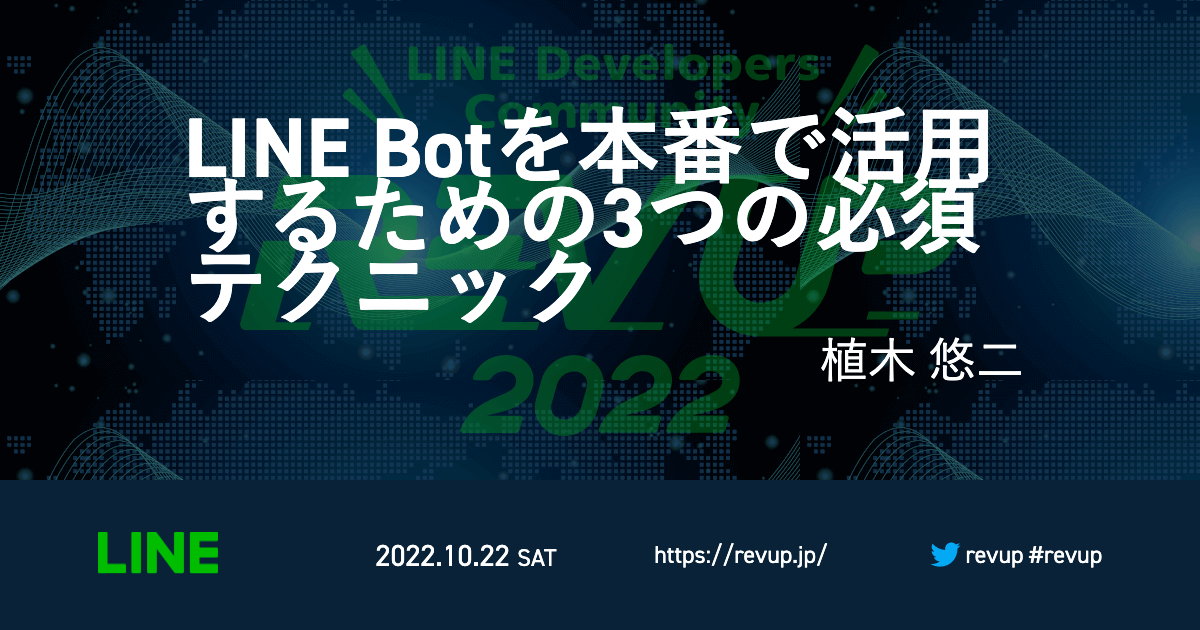 LINE Developers
Community
LINE Botを本番で活用
するための3つの必須
テクニック
REV UP
2022
植木 悠二
LINE
2022.10.22 SAT
https://revup.jp/
revup #revup